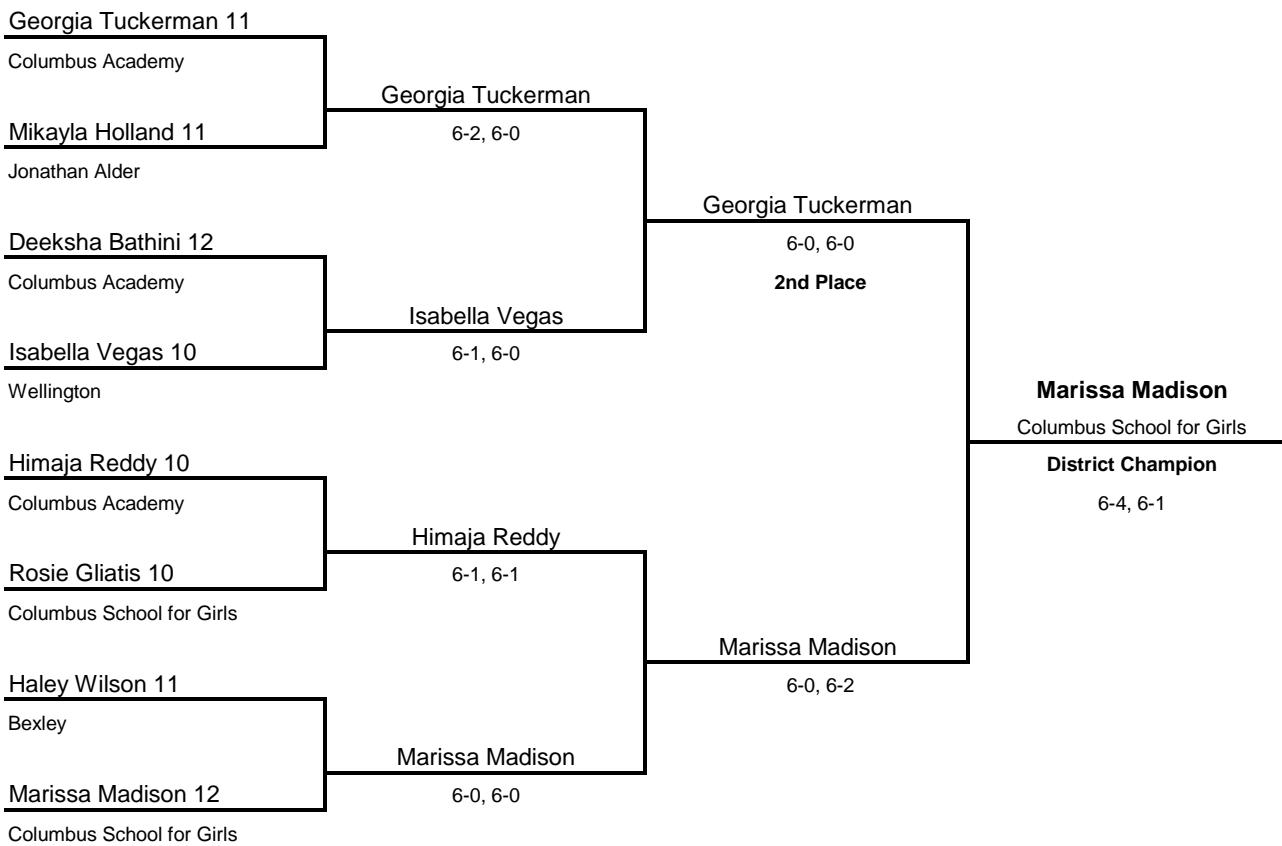 Georgia Tuckerman 11
Columbus Academy
Georgia Tuckerman
Mikayla Holland 11
6-2, 6-0
Jonathan Alder
Georgia Tuckerman
Deeksha Bathini 12
6-0, 6-0
Columbus Academy
2nd Place
Isabella Vegas
Isabella Vegas 10
6-1, 6-0
Wellington
Marissa Madison
Columbus School for Girls
Himaja Reddy 10
District Champion
Columbus Academy
6-4, 6-1
Himaja Reddy
Rosie Gliatis 10
6-1, 6-1
Columbus School for Girls
Marissa Madison
Haley Wilson 11
6-0, 6-2
Bexley
Marissa Madison
Marissa Madison 12
6-0, 6-0
Columbus School for Girls